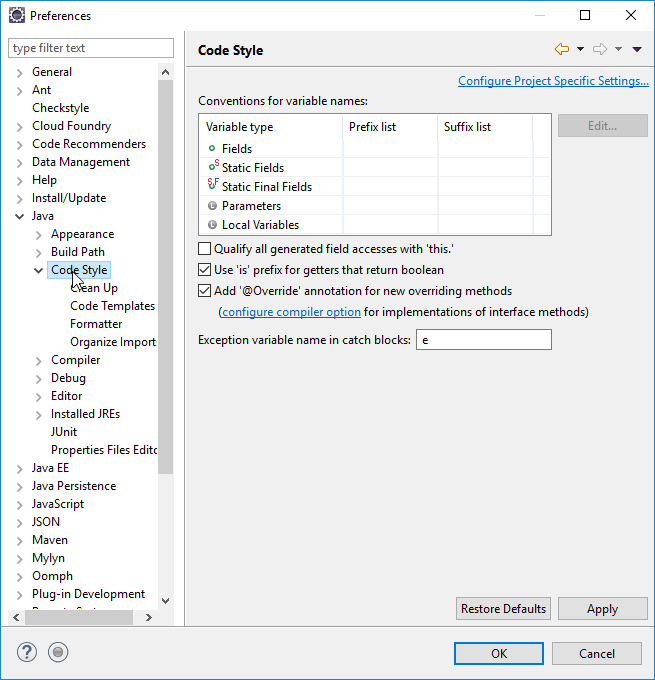 Preferences
type filter text
General
Ant
Checkstyle
Cloud Foundry
Code Recommenders
Data Management
Help
Install/Update
Java
Appearance
Build Path
Code Style
Clean Up
Code Templates
Formatter
Organize Import
Compiler
Debug
Editor
Installed JREs
JUnit
Properties Files Edito
Java EE
Java Persistence
JavaScript
JSON
Maven
Mylyn
Oomph
Plug-in Development
Code Style
Configure Project Specific Settings...
Conventions for variable names:
Variable type Prefix list Suffix list
Fields
Static Fields
Static Final Fields
Parameters
Local Variables
Edit...
Qualify all generated field accesses with 'this.'
Use 'is' prefix for getters that return boolean
Add '@Override' annotation for new overriding methods
(configure compiler option for implementations of interface methods)
Exception variable name in catch blocks: e
Restore Defaults Apply
OK Cancel